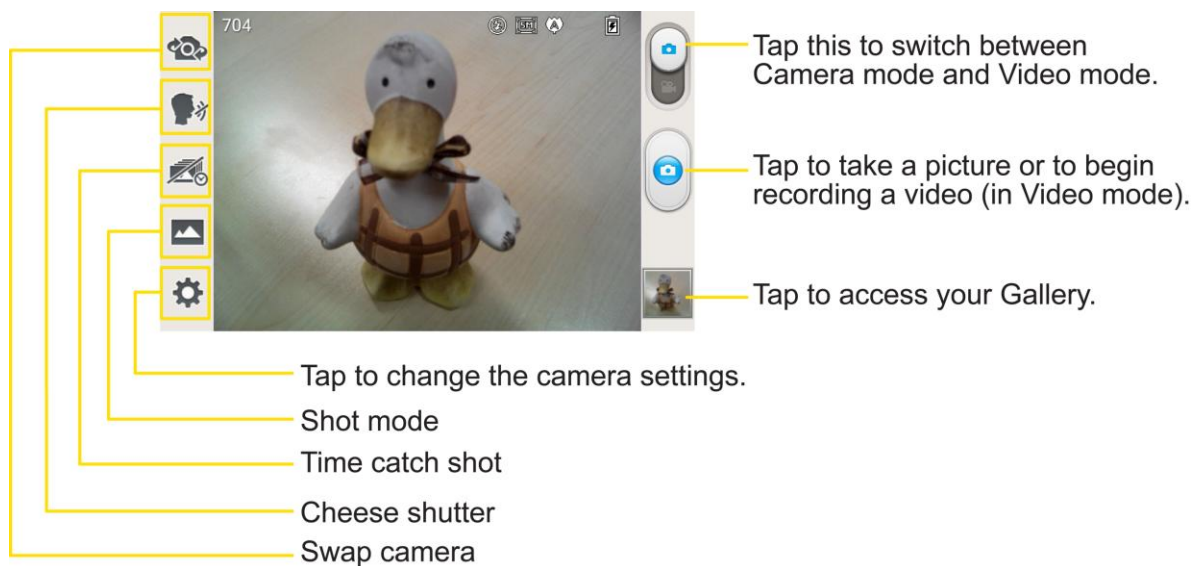 704
Tap this to switch between
Camera mode and Video mode.
Tap to take a picture or to begin
recording a video (in Video mode).
Tap to access your Gallery.
Tap to change the camera settings.
Shot mode
Time catch shot
Cheese shutter
Swap camera